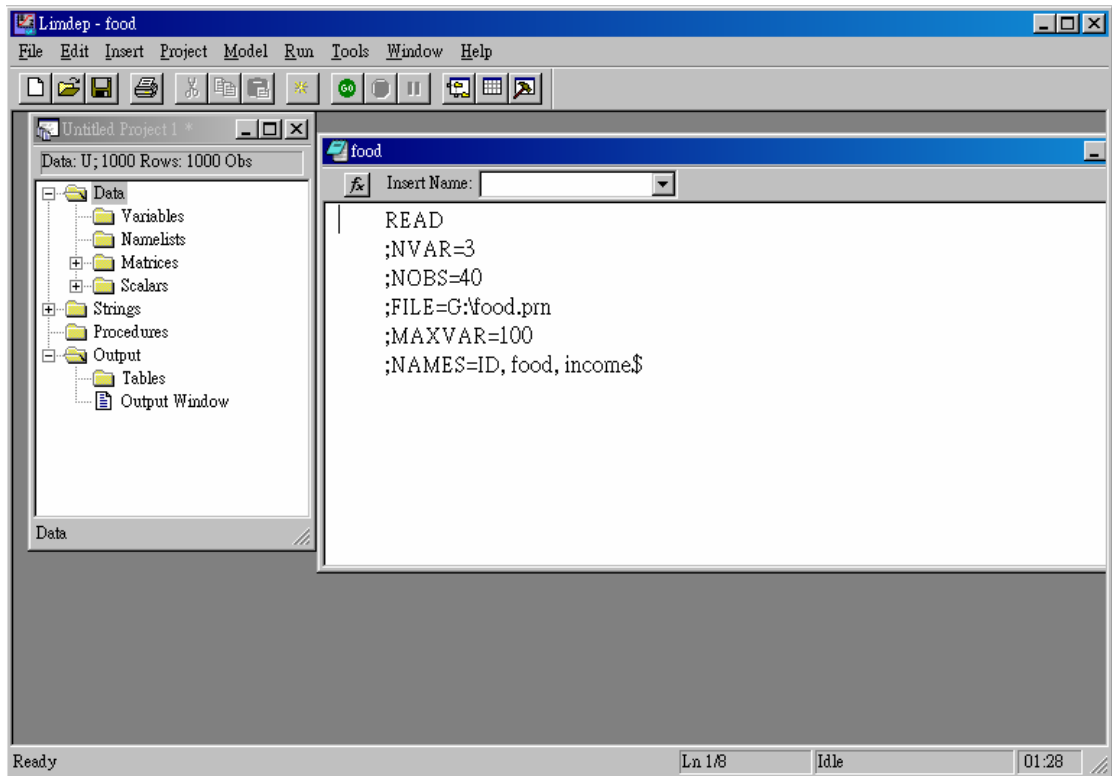 Limdep - food
File Edit Insert Project Model Run Tools Window Help
GO
Untitled Project 1 *
Data: U; 1000 Rows: 1000 Obs
Data
Variables
Namelists
Matrices
Scalars
Strings
Procedures
Output
Tables
Output Window
Data
food
fx Insert Name:
READ
;NVAR=3
;NOBS=40
;FILE=G:\food.prn
;MAXVAR=100
;NAMES=ID, food, income$
Ready Ln 1/8 Idle 01:28